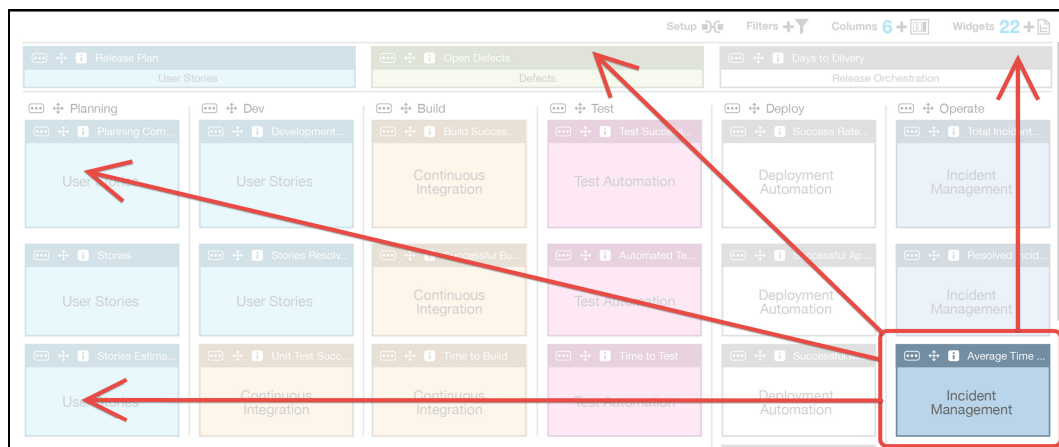 Setup Filters Columns 6 Widgets 22
Release Plan Open Defects Days to Dlivery
User Stories Defects Release Orchestration
Planning Dev Build Test Deploy Operate
Planning Com... Development... Build Succes... Test Succes... Success Rate... Total Incident...
User Stories User Stories Continuous Integration Test Automation Deployment Automation Incident Management
Stories Stories Resolv... Successful Bu... Automated Te... Successful Ap... Resolved Incid...
User Stories User Stories Continuous Integration Test Automation Deployment Automation Incident Management
Stories Estima... Unit Test Succ... Time to Build Time to Test Successful Average Time ...
User Stories Continuous Integration Continuous Integration Test Automation Deployment Automation Incident Management